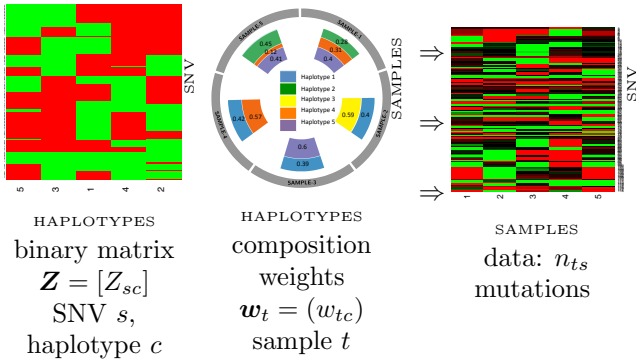 SNV
5 3 1 4 2
HAPLOTYPES
binary matrix
Z = [Z_sc]
SNV s,
haplotype c
SAMPLE-5
SAMPLE-1
0.45
0.12
0.41
0.28
0.31
0.4
Haplotype 1
Haplotype 2
Haplotype 3
Haplotype 4
Haplotype 5
0.42
0.57
0.59
0.4
0.6
0.39
SAMPLE-4
SAMPLE-2
SAMPLE-3
SAMPLES
HAPLOTYPES
composition
weights
w_t = (w_tc)
sample t
⇒
⇒
⇒
SNV
1 2 3 4 5
SAMPLES
data: n_ts
mutations